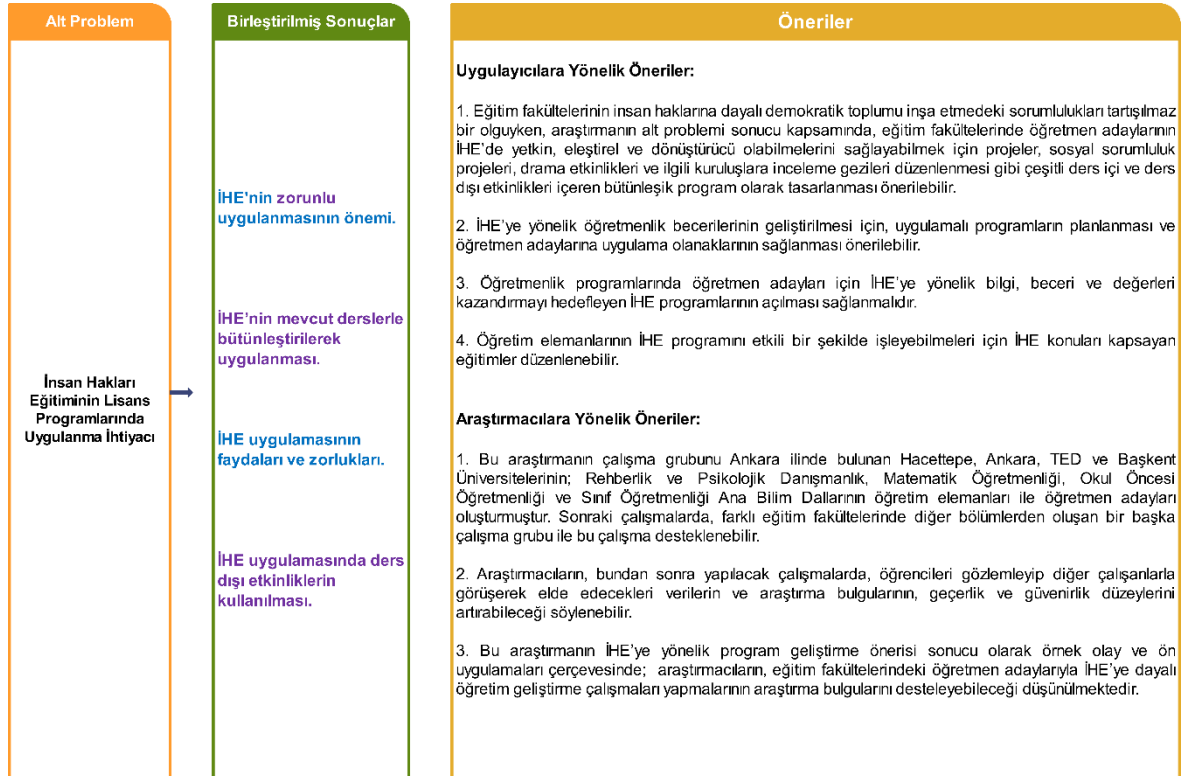 Alt Problem
Birleştirilmiş Sonuçlar
Öneriler
İnsan Hakları
Eğitiminin Lisans
Programlarında
Uygulanma İhtiyacı
İHE'nin zorunlu
uygulanmasının önemi.
İHE'nin mevcut derslerle
bütünleştirilerek
uygulanması.
İHE uygulamasının
faydaları ve zorlukları.
İHE uygulamasında ders
dışı etkinliklerin
kullanılması.
Uygulayıcılara Yönelik Öneriler:
1. Eğitim fakültelerinin insan haklarına dayalı demokratik toplumu inşa etmedeki sorumlulukları tartışılmaz
bir olguyken, araştırmanın alt problemi sonucu kapsamında, eğitim fakültelerinde öğretmen adaylarının
İHE'de yetkin, eleştirel ve dönüştürücü olabilmelerini sağlayabilmek için projeler, sosyal sorumluluk
projeleri, drama etkinlikleri ve ilgili kuruluşlara inceleme gezileri düzenlenmesi gibi çeşitli ders içi ve ders
dışı etkinlikleri içeren bütünleşik program olarak tasarlanması önerilebilir.
2. İHE'ye yönelik öğretmenlik becerilerinin geliştirilmesi için, uygulamalı programların planlanması ve
öğretmen adaylarına uygulama olanaklarının sağlanması önerilebilir.
3. Öğretmenlik programlarında öğretmen adayları için İHE'ye yönelik bilgi, beceri ve değerleri
kazandırmayı hedefleyen İHE programlarının açılması sağlanmalıdır.
4. Öğretim elemanlarının İHE programını etkili bir şekilde işleyebilmeleri için İHE konuları kapsayan
eğitimler düzenlenebilir.
Araştırmacılara Yönelik Öneriler:
1. Bu araştırmanın çalışma grubunu Ankara ilinde bulunan Hacettepe, Ankara, TED ve Başkent
Üniversitelerinin; Rehberlik ve Psikolojik Danışmanlık, Matematik Öğretmenliği, Okul Öncesi
Öğretmenliği ve Sınıf Öğretmenliği Ana Bilim Dallarının öğretim elemanları ile öğretmen adayları
oluşturmuştur. Sonraki çalışmalarda, farklı eğitim fakültelerinde diğer bölümlerden oluşan bir başka
çalışma grubu ile bu çalışma desteklenebilir.
2. Araştırmacıların, bundan sonra yapılacak çalışmalarda, öğrencileri gözlemleyip diğer çalışanlarla
görüşerek elde edecekleri verilerin ve araştırma bulgularının, geçerlik ve güvenirlik düzeylerini
artırabileceği söylenebilir.
3. Bu araştırmanın İHE'ye yönelik program geliştirme önerisi sonucu olarak örnek olay ve ön
uygulamaları çerçevesinde; araştırmacıların, eğitim fakültelerindeki öğretmen adaylarıyla İHE'ye dayalı
öğretim geliştirme çalışmaları yapmalarının araştırma bulgularını desteleyebileceği düşünülmektedir.